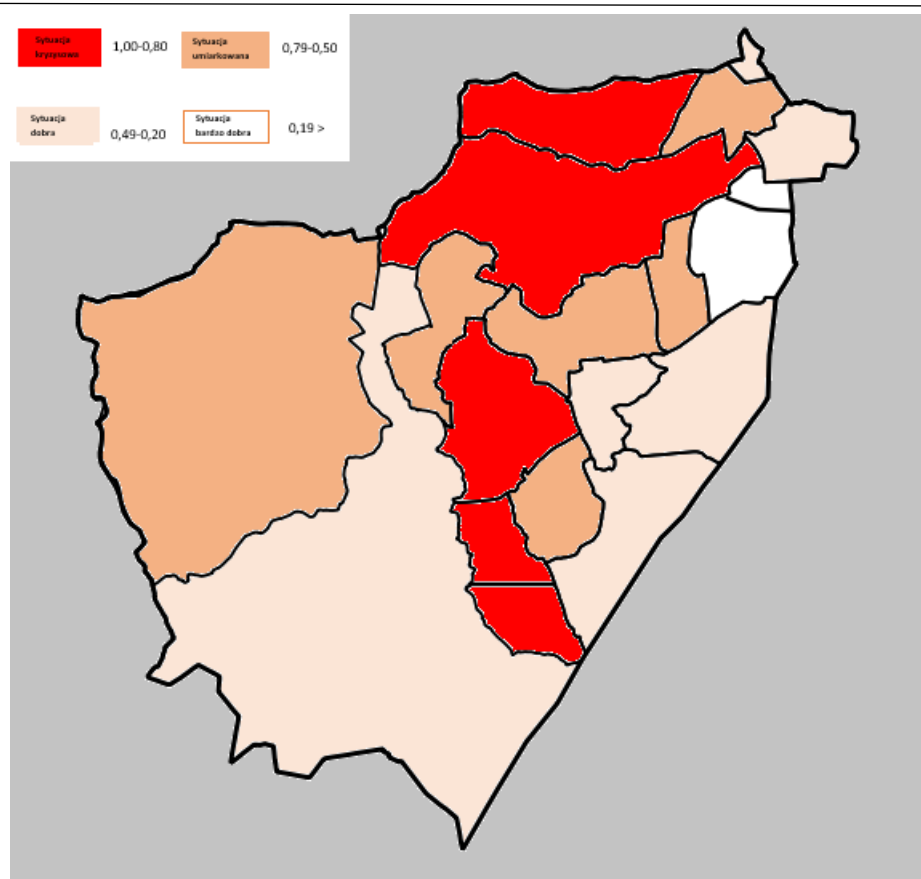 Sytuacja
kryzysowa
1,00-0,80
Sytuacja
umiarkowana
0,79-0,50
Sytuacja
dobra
0,49-0,20
Sytuacja
bardzo dobra
0,19 >